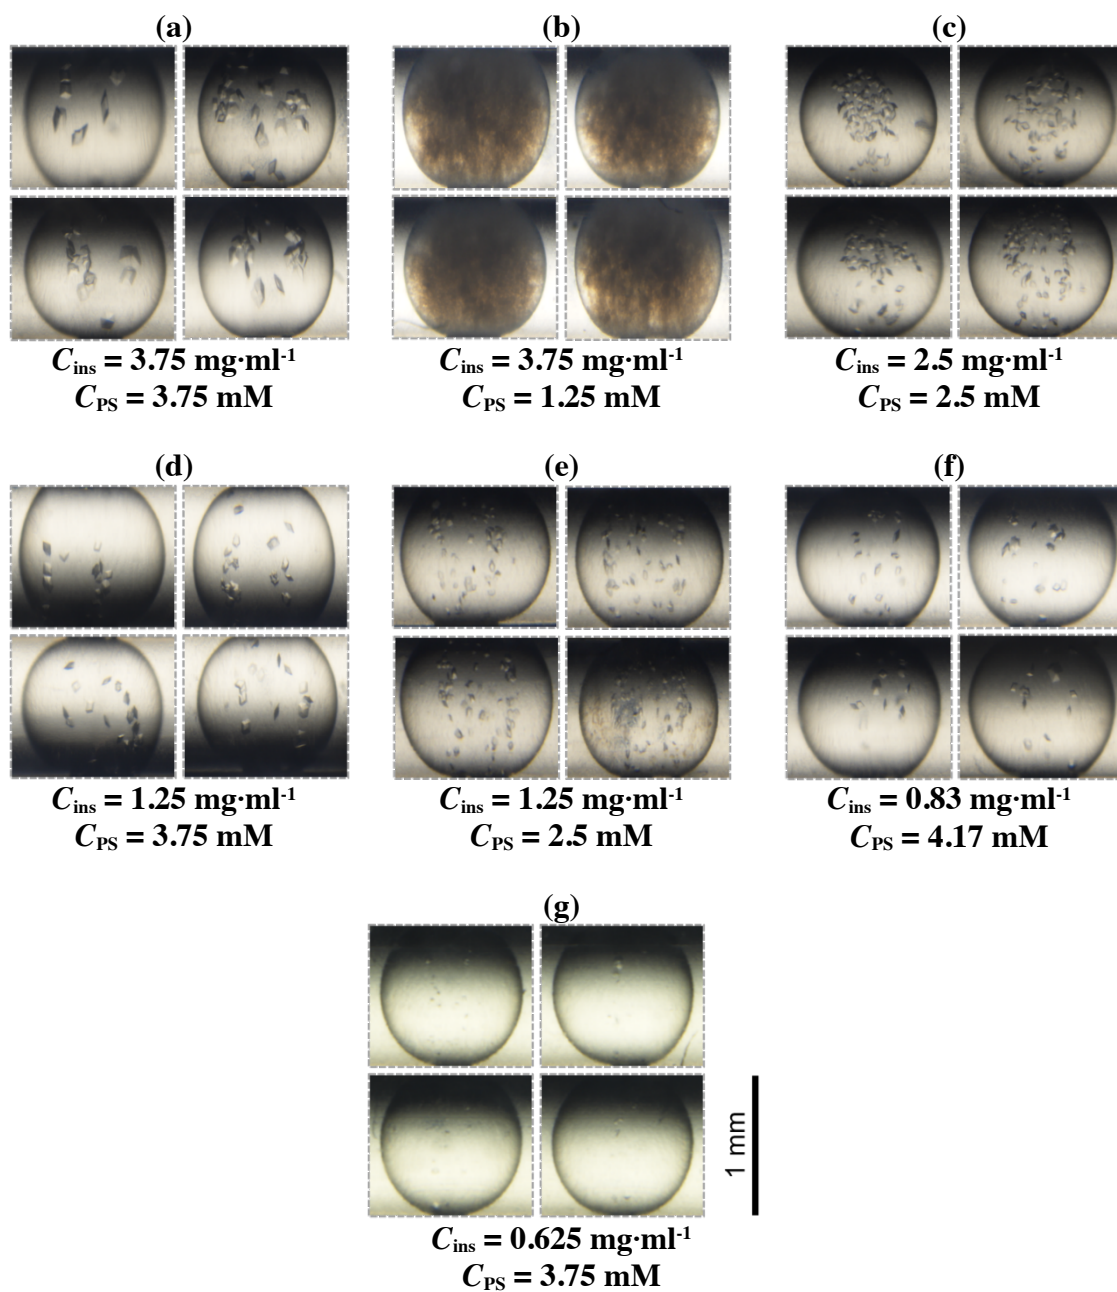 (a) (b) (c)
C_ins = 3.75 mg·ml⁻¹ C_ins = 3.75 mg·ml⁻¹ C_ins = 2.5 mg·ml⁻¹
C_PS = 3.75 mM C_PS = 1.25 mM C_PS = 2.5 mM
(d) (e) (f)
C_ins = 1.25 mg·ml⁻¹ C_ins = 1.25 mg·ml⁻¹ C_ins = 0.83 mg·ml⁻¹
C_PS = 3.75 mM C_PS = 2.5 mM C_PS = 4.17 mM
(g)
1 mm
C_ins = 0.625 mg·ml⁻¹
C_PS = 3.75 mM